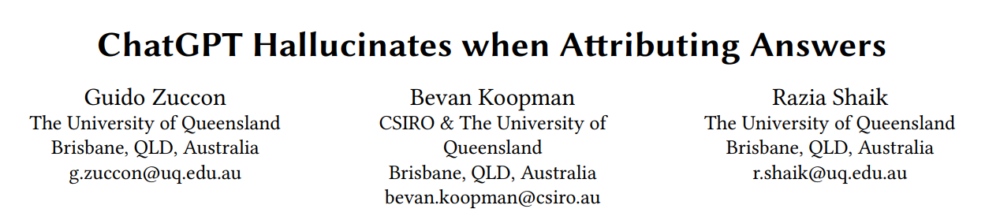 ChatGPT Hallucinates when Attributing Answers
Guido Zuccon
The University of Queensland
Brisbane, QLD, Australia
g.zuccon@uq.edu.au
Bevan Koopman
CSIRO & The University of
Queensland
Brisbane, QLD, Australia
bevan.koopman@csiro.au
Razia Shaik
The University of Queensland
Brisbane, QLD, Australia
r.shaik@uq.edu.au